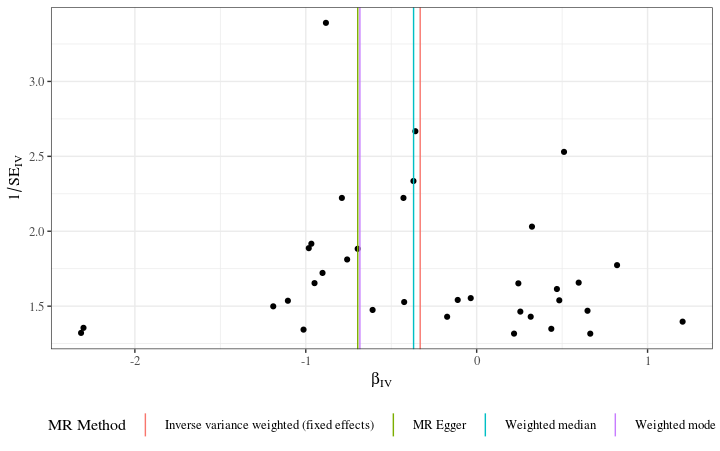 3.0
2.5
2.0
1.5
1/SE_IV
-2
-1
0
1
β_IV
MR Method
Inverse variance weighted (fixed effects)
MR Egger
Weighted median
Weighted mode